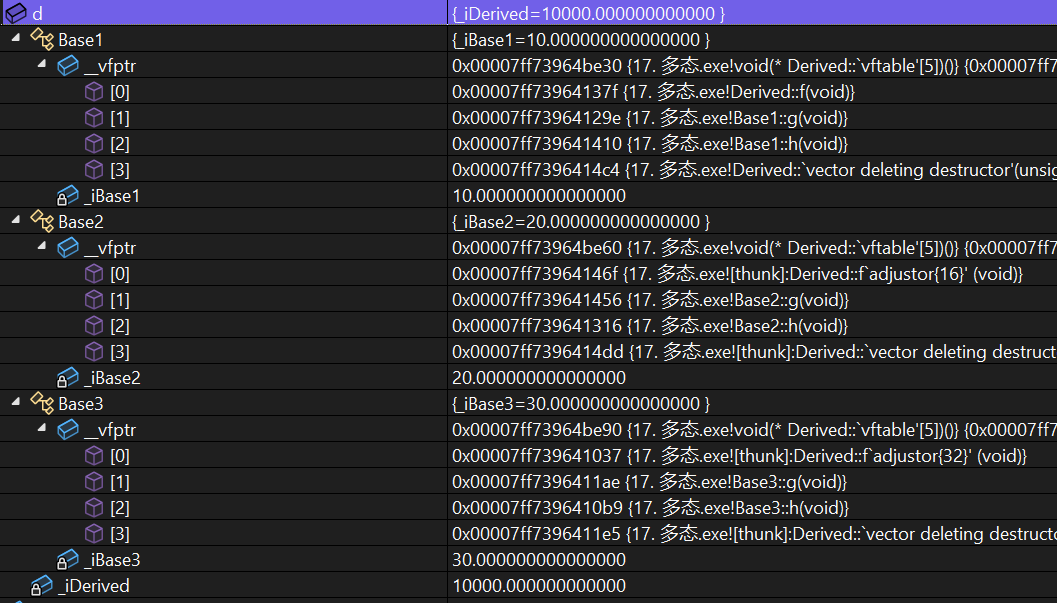 d {_iDerived=10000.000000000000 }
Base1 {_iBase1=10.000000000000000 }
__vfptr 0x00007ff73964be30 {17. 多态.exe!void(* Derived::`vftable'[5])()} {0x00007ff7
[0] 0x00007ff73964137f {17. 多态.exe!Derived::f(void)}
[1] 0x00007ff73964129e {17. 多态.exe!Base1::g(void)}
[2] 0x00007ff739641410 {17. 多态.exe!Base1::h(void)}
[3] 0x00007ff7396414c4 {17. 多态.exe!Derived::`vector deleting destructor'(unsig
_iBase1 10.000000000000000
Base2 {_iBase2=20.000000000000000 }
__vfptr 0x00007ff73964be60 {17. 多态.exe!void(* Derived::`vftable'[5])()} {0x00007ff7
[0] 0x00007ff73964146f {17. 多态.exe![thunk]:Derived::f`adjustor{16}' (void)}
[1] 0x00007ff739641456 {17. 多态.exe!Base2::g(void)}
[2] 0x00007ff739641316 {17. 多态.exe!Base2::h(void)}
[3] 0x00007ff7396414dd {17. 多态.exe![thunk]:Derived::`vector deleting destruct
_iBase2 20.000000000000000
Base3 {_iBase3=30.000000000000000 }
__vfptr 0x00007ff73964be90 {17. 多态.exe!void(* Derived::`vftable'[5])()} {0x00007ff7
[0] 0x00007ff739641037 {17. 多态.exe![thunk]:Derived::f`adjustor{32}' (void)}
[1] 0x00007ff7396411ae {17. 多态.exe!Base3::g(void)}
[2] 0x00007ff7396410b9 {17. 多态.exe!Base3::h(void)}
[3] 0x00007ff7396411e5 {17. 多态.exe![thunk]:Derived::`vector deleting destructo
_iBase3 30.000000000000000
_iDerived 10000.000000000000